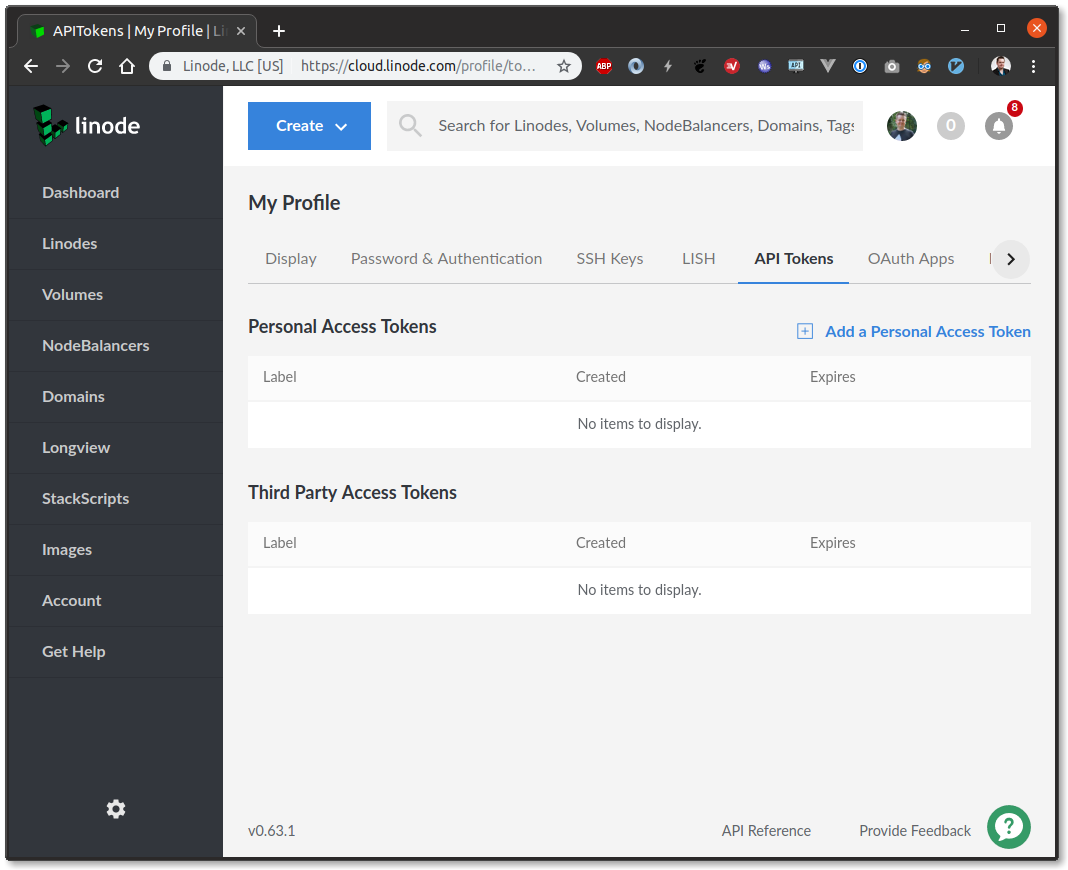 APITokens | My Profile | Li
Linode, LLC [US] https://cloud.linode.com/profile/to...
ABP
API
linode
Create
Search for Linodes, Volumes, NodeBalancers, Domains, Tags
0
8
Dashboard
Linodes
Volumes
NodeBalancers
Domains
Longview
StackScripts
Images
Account
Get Help
My Profile
Display Password & Authentication SSH Keys LISH API Tokens OAuth Apps
Personal Access Tokens
Add a Personal Access Token
Label Created Expires
No items to display.
Third Party Access Tokens
Label Created Expires
No items to display.
v0.63.1 API Reference Provide Feedback